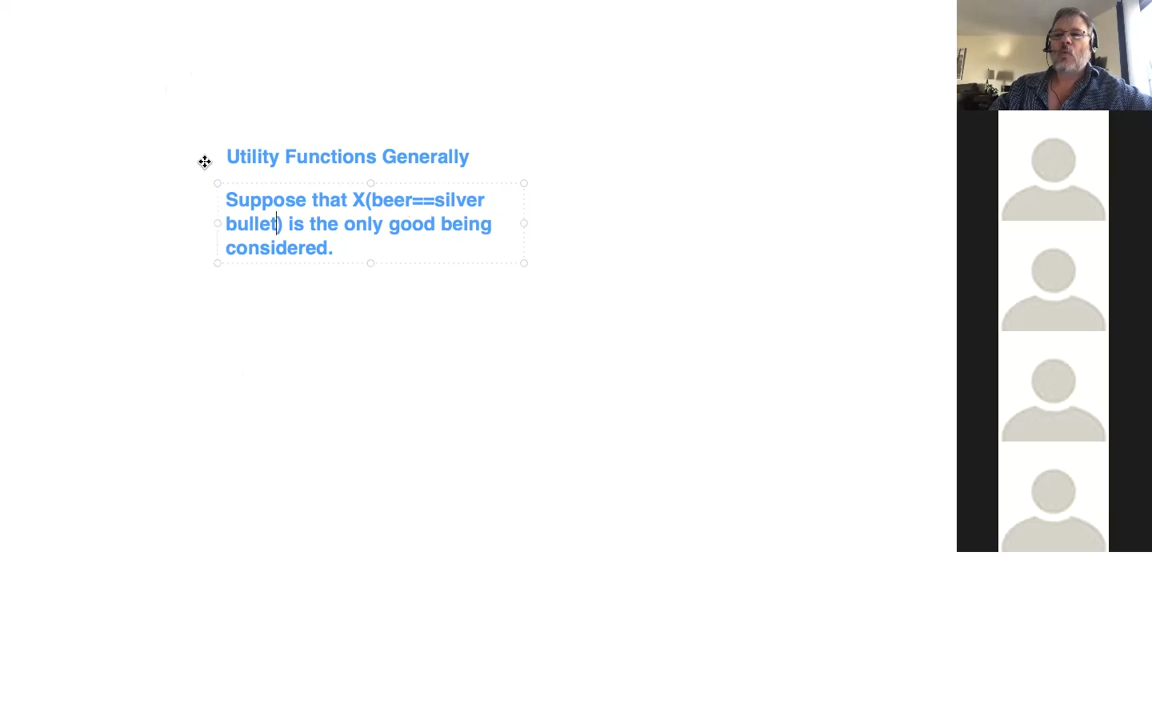 Utility Functions Generally
Suppose that X(beer==silver
bullet) is the only good being
considered.